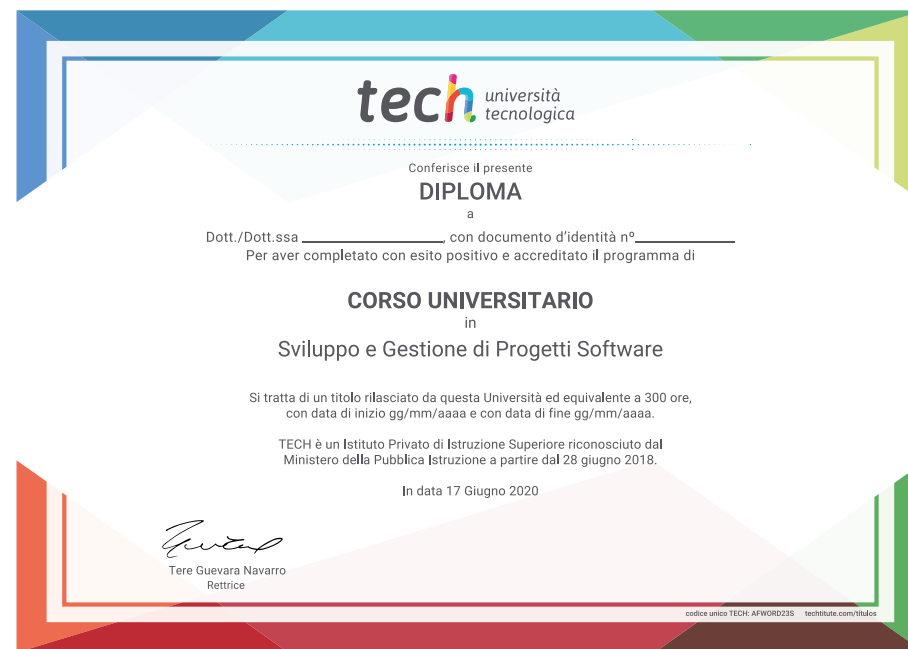 tech università
tecnologica
Conferisce il presente
DIPLOMA
a
Dott./Dott.ssa ______________, con documento d'identità nº__________
Per aver completato con esito positivo e accreditato il programma di
CORSO UNIVERSITARIO
in
Sviluppo e Gestione di Progetti Software
Si tratta di un titolo rilasciato da questa Università ed equivalente a 300 ore,
con data di inizio gg/mm/aaaa e con data di fine gg/mm/aaaa.
TECH è un Istituto Privato di Istruzione Superiore riconosciuto dal
Ministero della Pubblica Istruzione a partire dal 28 giugno 2018.
In data 17 Giugno 2020
Tere Guevara Navarro
Rettrice
codice unico TECH: AFWORD23S techtitute.com/titulos